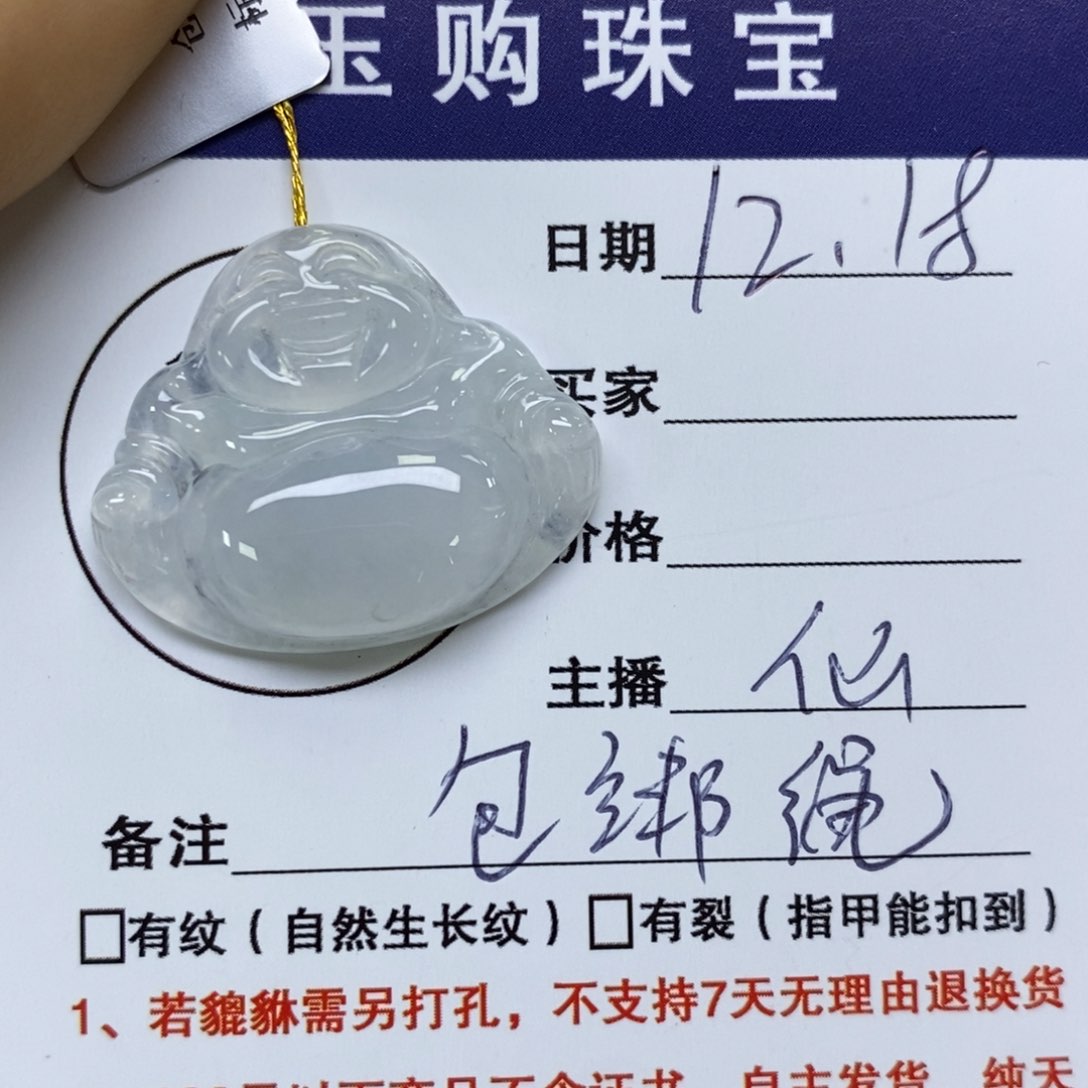 玉购珠宝
日期 12.18
买家
价格
主播 仙
备注 包绑绳
□有纹（自然生长纹）□有裂（指甲能扣到）
1、若貔貅需另打孔，不支持7天无理由退换货